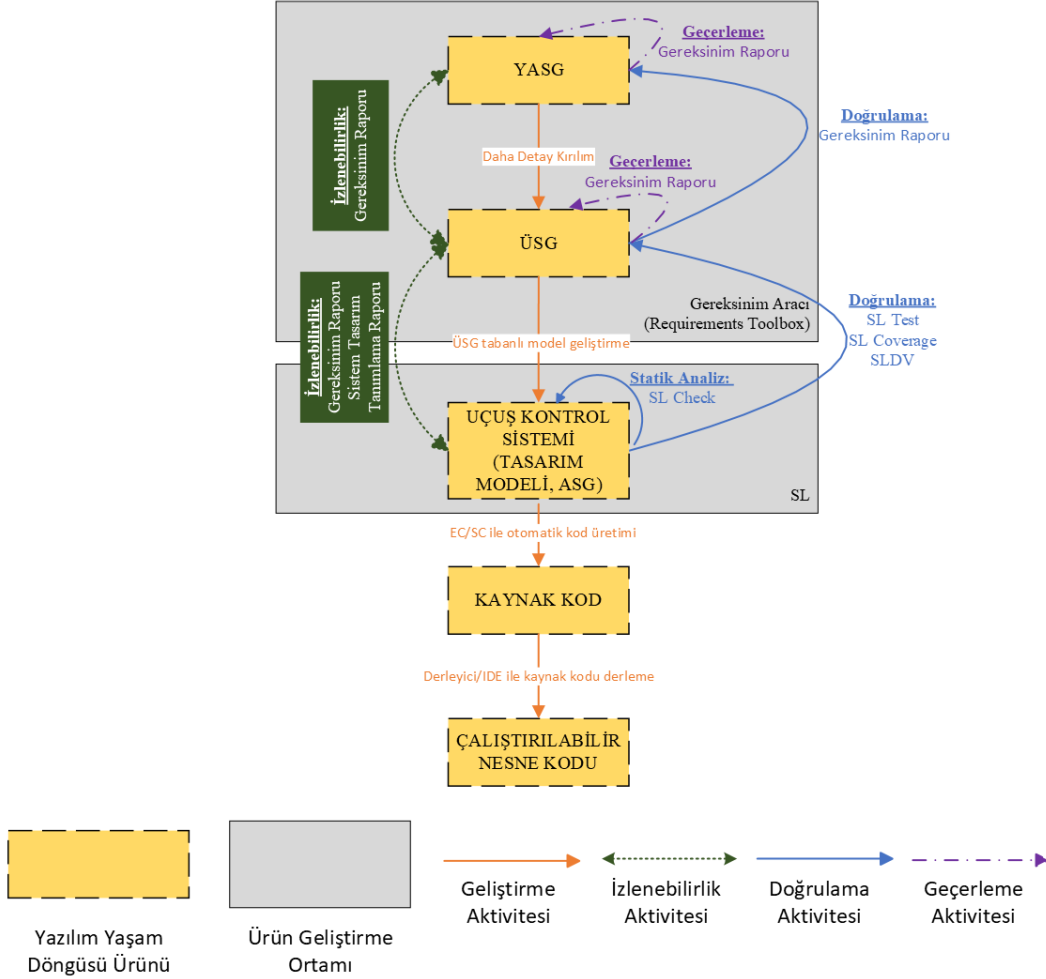 Geçerleme:
Gereksinim Raporu
YASG
Doğrulama:
Gereksinim Raporu
İzlenebilirlik:
Gereksinim Raporu
Daha Detay Kırılım
Geçerleme:
Gereksinim Raporu
ÜSG
Gereksinim Aracı
(Requirements Toolbox)
Doğrulama:
SL Test
SL Coverage
SLDV
İzlenebilirlik:
Gereksinim Raporu
Sistem Tasarım
Tanımlama Raporu
ÜSG tabanlı model geliştirme
Statik Analiz:
SL Check
UÇUŞ KONTROL
SİSTEMİ
(TASARIM
MODELİ, ASG)
SL
EC/SC ile otomatik kod üretimi
KAYNAK KOD
Derleyici/IDE ile kaynak kodu derleme
ÇALIŞTIRILABİLİR
NESNE KODU
Yazılım Yaşam
Döngüsü Ürünü
Ürün Geliştirme
Ortamı
Geliştirme
Aktivitesi
İzlenebilirlik
Aktivitesi
Doğrulama
Aktivitesi
Geçerleme
Aktivitesi